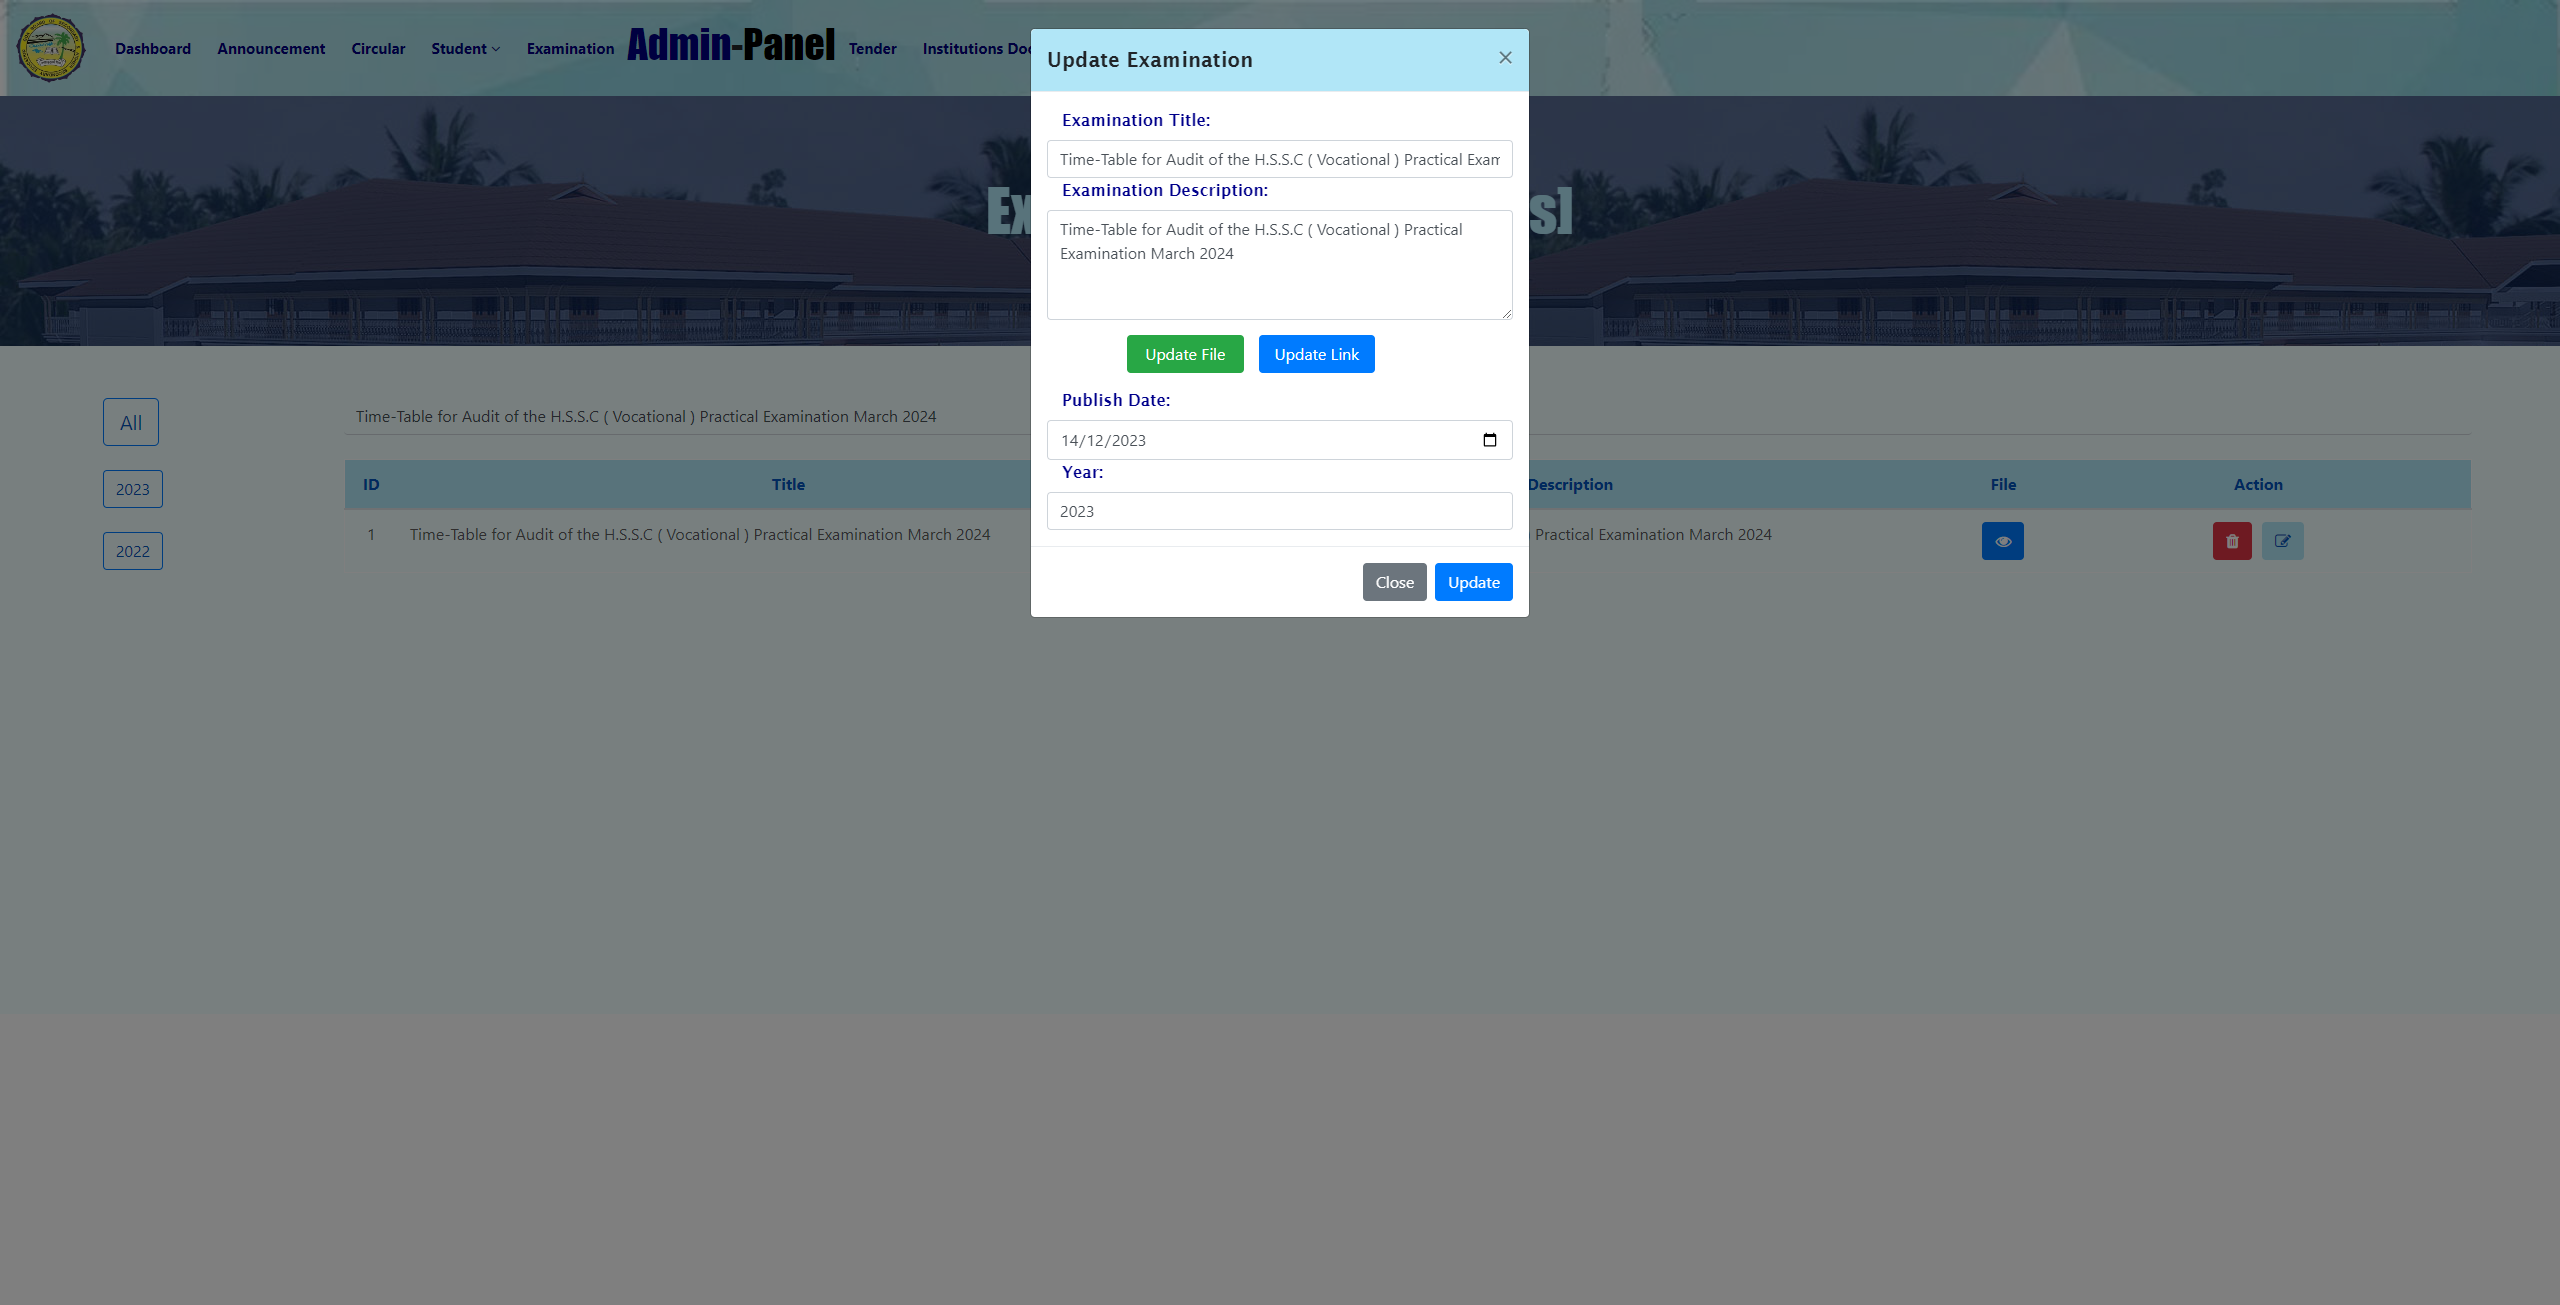 Dashboard
Announcement
Circular
Student
Examination
Admin-Panel
Tender
Institutions
Update Examination
×
Examination Title:
Time-Table for Audit of the H.S.S.C ( Vocational ) Practical Exam
Examination Description:
Time-Table for Audit of the H.S.S.C ( Vocational ) Practical
Examination March 2024
Update File
Update Link
Publish Date:
14/12/2023
Year:
2023
Close
Update
All
2023
2022
Time-Table for Audit of the H.S.S.C ( Vocational ) Practical Examination March 2024
ID Title Description File Action
1 Time-Table for Audit of the H.S.S.C ( Vocational ) Practical Examination March 2024 ) Practical Examination March 2024